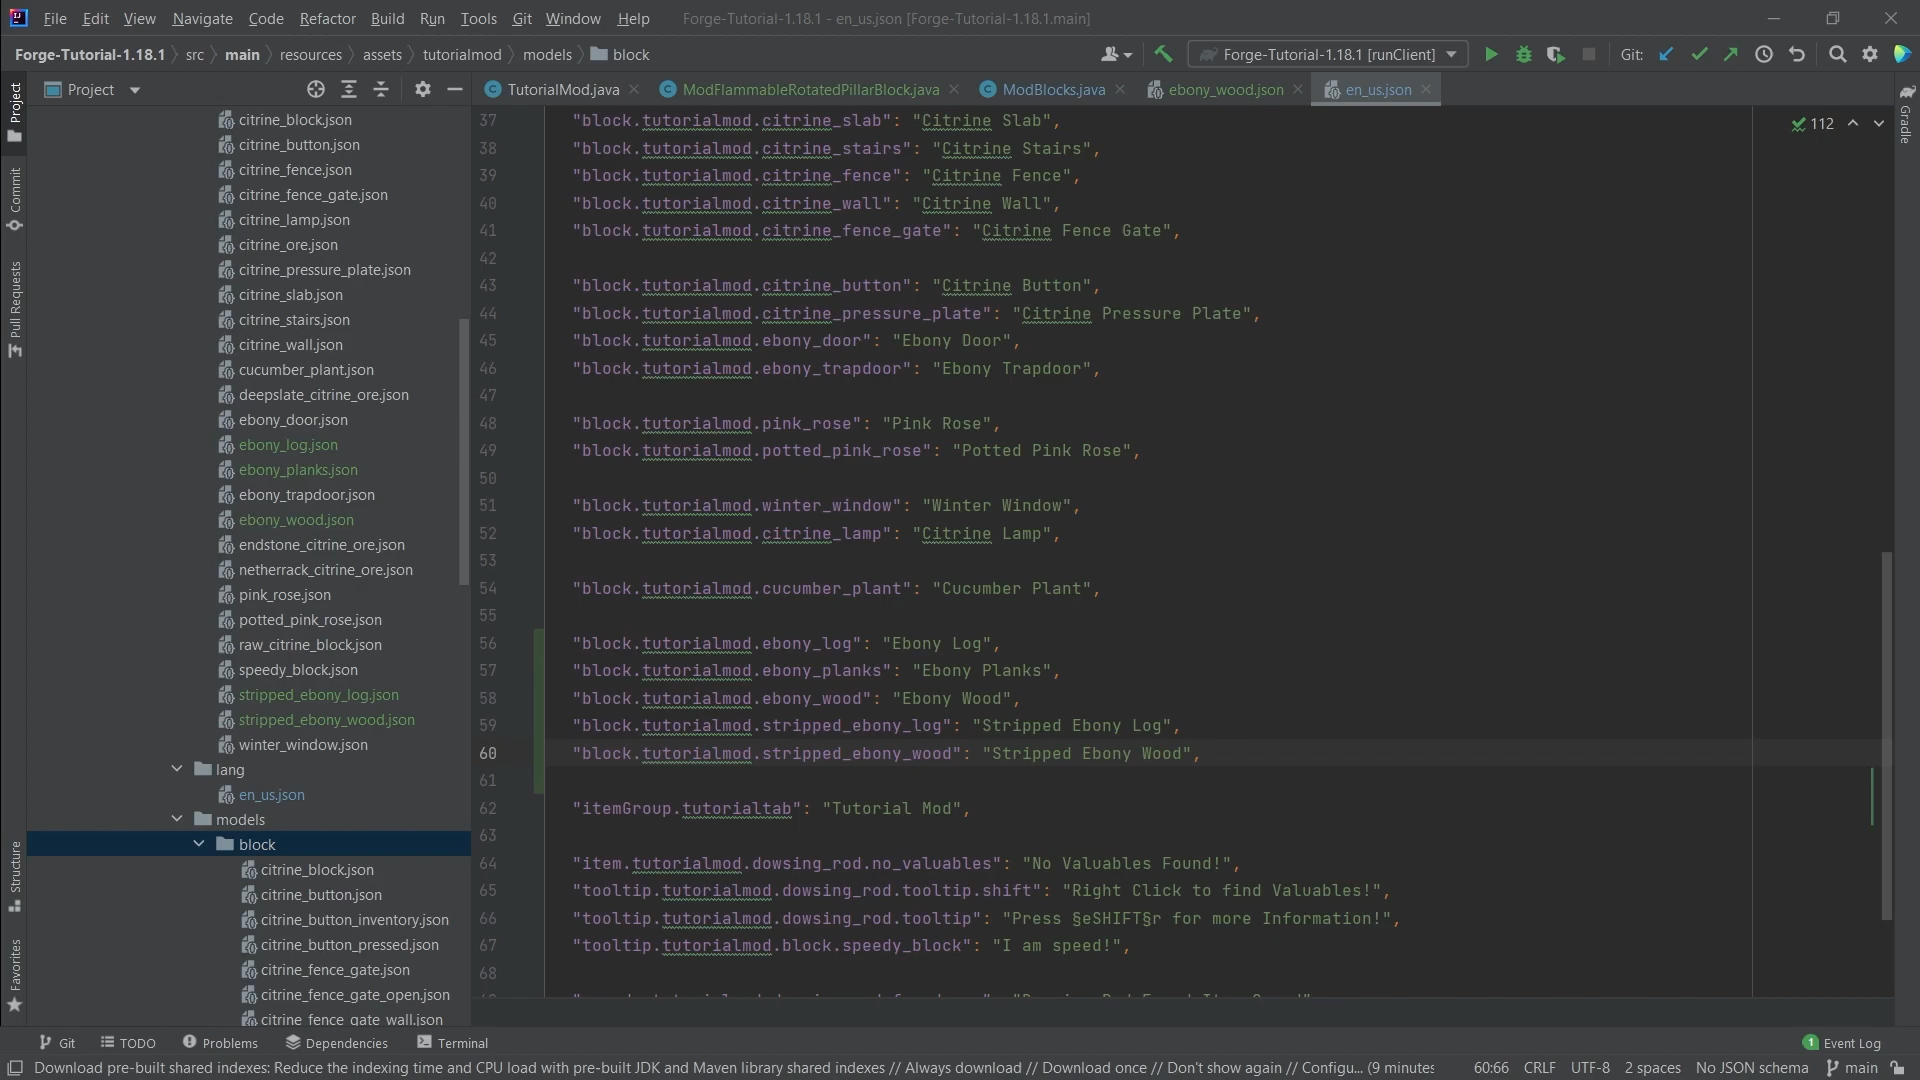 File Edit View Navigate Code Refactor Build Run Tools Git Window Help Forge-Tutorial-1.18.1 - en_us.json [Forge-Tutorial-1.18.1.main]
Forge-Tutorial-1.18.1 src main resources assets tutorialmod models block Forge-Tutorial-1.18.1 [runClient] Git:
Project TutorialMod.java ModFlammableRotatedPillarBlock.java ModBlocks.java ebony_wood.json en_us.json
Project
Commit
Pull Requests
Structure
Favorites
Gradle
citrine_block.json
citrine_button.json
citrine_fence.json
citrine_fence_gate.json
citrine_lamp.json
citrine_ore.json
citrine_pressure_plate.json
citrine_slab.json
citrine_stairs.json
citrine_wall.json
cucumber_plant.json
deepslate_citrine_ore.json
ebony_door.json
ebony_log.json
ebony_planks.json
ebony_trapdoor.json
ebony_wood.json
endstone_citrine_ore.json
netherrack_citrine_ore.json
pink_rose.json
potted_pink_rose.json
raw_citrine_block.json
speedy_block.json
stripped_ebony_log.json
stripped_ebony_wood.json
winter_window.json
lang
en_us.json
models
block
citrine_block.json
citrine_button.json
citrine_button_inventory.json
citrine_button_pressed.json
citrine_fence_gate.json
citrine_fence_gate_open.json
citrine_fence_gate_wall.json
112
37 "block.tutorialmod.citrine_slab": "Citrine Slab",
38 "block.tutorialmod.citrine_stairs": "Citrine Stairs",
39 "block.tutorialmod.citrine_fence": "Citrine Fence",
40 "block.tutorialmod.citrine_wall": "Citrine Wall",
41 "block.tutorialmod.citrine_fence_gate": "Citrine Fence Gate",
42
43 "block.tutorialmod.citrine_button": "Citrine Button",
44 "block.tutorialmod.citrine_pressure_plate": "Citrine Pressure Plate",
45 "block.tutorialmod.ebony_door": "Ebony Door",
46 "block.tutorialmod.ebony_trapdoor": "Ebony Trapdoor",
47
48 "block.tutorialmod.pink_rose": "Pink Rose",
49 "block.tutorialmod.potted_pink_rose": "Potted Pink Rose",
50
51 "block.tutorialmod.winter_window": "Winter Window",
52 "block.tutorialmod.citrine_lamp": "Citrine Lamp",
53
54 "block.tutorialmod.cucumber_plant": "Cucumber Plant",
55
56 "block.tutorialmod.ebony_log": "Ebony Log",
57 "block.tutorialmod.ebony_planks": "Ebony Planks",
58 "block.tutorialmod.ebony_wood": "Ebony Wood",
59 "block.tutorialmod.stripped_ebony_log": "Stripped Ebony Log",
60 "block.tutorialmod.stripped_ebony_wood": "Stripped Ebony Wood",
61
62 "itemGroup.tutorialtab": "Tutorial Mod",
63
64 "item.tutorialmod.dowsing_rod.no_valuables": "No Valuables Found!",
65 "tooltip.tutorialmod.dowsing_rod.tooltip.shift": "Right Click to find Valuables!",
66 "tooltip.tutorialmod.dowsing_rod.tooltip": "Press §eSHIFT§r for more Information!",
67 "tooltip.tutorialmod.block.speedy_block": "I am speed!",
68
Git TODO Problems Dependencies Terminal 1 Event Log
Download pre-built shared indexes: Reduce the indexing time and CPU load with pre-built JDK and Maven library shared indexes // Always download // Download once // Don't show again // Configu... (9 minutes 60:66 CRLF UTF-8 2 spaces No JSON schema main